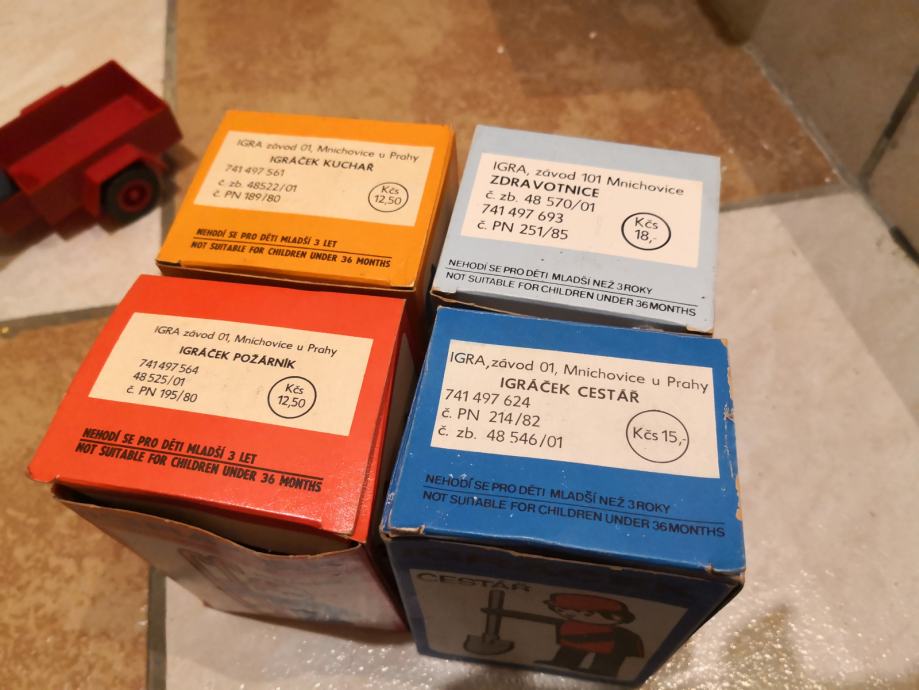 IGRA závod 01, Mnichovice u Prahy
IGRÁČEK KUCHAŘ
741 497 561
č. zb. 48522/01
č. PN 189/80
Kčs
12,50
NEHODÍ SE PRO DĚTI MLADŠÍ 3 LET
NOT SUITABLE FOR CHILDREN UNDER 36 MONTHS
IGRA, závod 101 Mnichovice
ZDRAVOTNICE
č. zb. 48 570/01
741 497 693
č. PN 251/85
Kčs
18,-
NEHODÍ SE PRO DĚTI MLADŠÍ NEŽ 3 ROKY
NOT SUITABLE FOR CHILDREN UNDER 36 MONTHS
IGRA závod 01, Mnichovice u Prahy
IGRÁČEK POŽÁRNÍK
741 497 564
48 525/01
č. PN 195/80
Kčs
12,50
NEHODÍ SE PRO DĚTI MLADŠÍ 3 LET
NOT SUITABLE FOR CHILDREN UNDER 36 MONTHS
IGRA, závod 01, Mnichovice u Prahy
IGRÁČEK CESTÁŘ
741 497 624
č. PN 214/82
č. zb. 48 546/01
Kčs 15,-
NEHODÍ SE PRO DĚTI MLADŠÍ NEŽ 3 ROKY
NOT SUITABLE FOR CHILDREN UNDER 36 MONTHS
CESTÁŘ